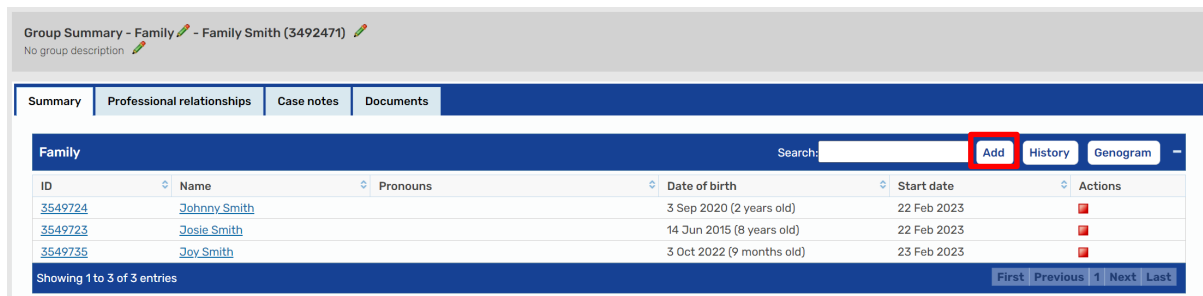 Group Summary - Family - Family Smith (3492471)
No group description
Summary Professional relationships Case notes Documents
Family Search: Add History Genogram
ID Name Pronouns Date of birth Start date Actions
3549724 Johnny Smith 3 Sep 2020 (2 years old) 22 Feb 2023
3549723 Josie Smith 14 Jun 2015 (8 years old) 22 Feb 2023
3549735 Joy Smith 3 Oct 2022 (9 months old) 23 Feb 2023
Showing 1 to 3 of 3 entries First Previous 1 Next Last